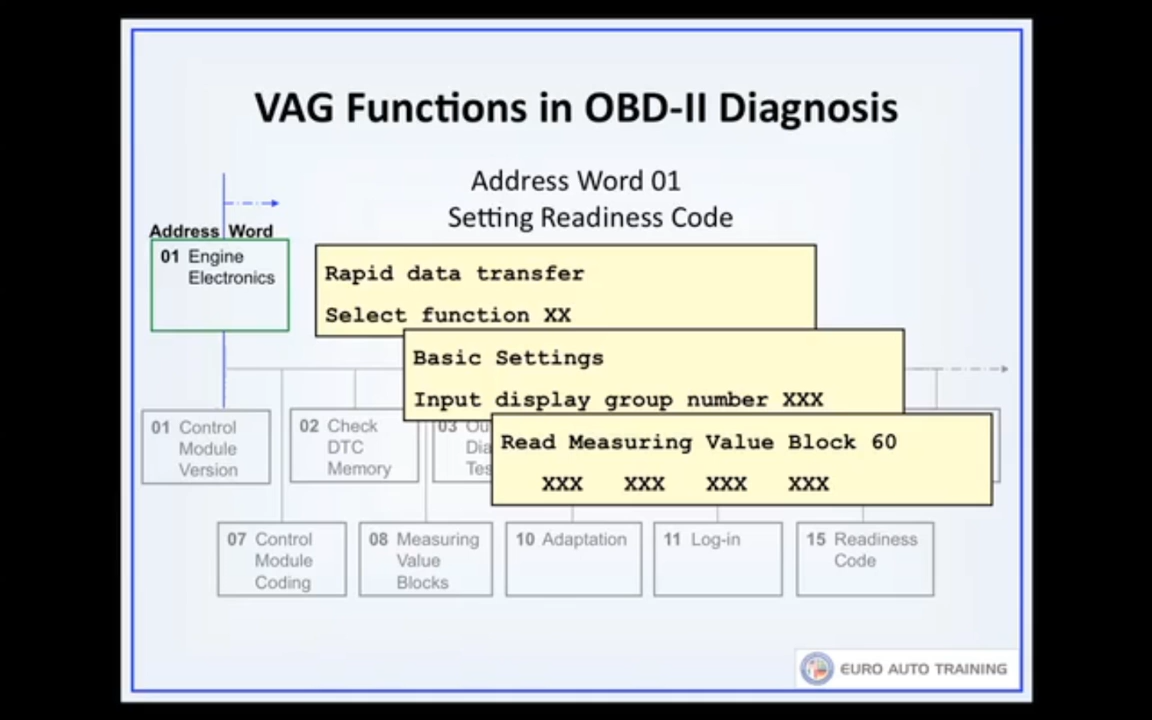 VAG Functions in OBD-II Diagnosis
Address Word 01
Setting Readiness Code
Address Word
01 Engine
Electronics
Rapid data transfer
Select function XX
Basic Settings
Input display group number XXX
Read Measuring Value Block 60
XXX XXX XXX XXX
01 Control
Module
Version
02 Check
DTC
Memory
03 Ou
Dia
Tes
07 Control
Module
Coding
08 Measuring
Value
Blocks
10 Adaptation
11 Log-in
15 Readiness
Code
EURO AUTO TRAINING